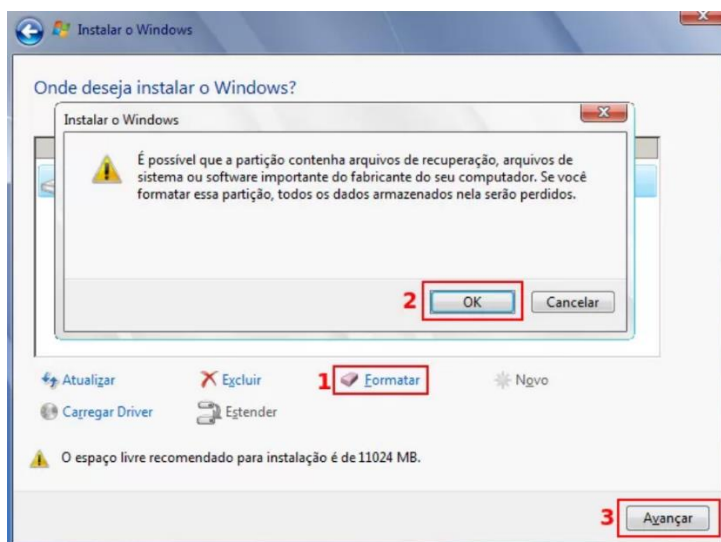 Instalar o Windows
Onde deseja instalar o Windows?
Instalar o Windows
É possível que a partição contenha arquivos de recuperação, arquivos de
sistema ou software importante do fabricante do seu computador. Se você
formatar essa partição, todos os dados armazenados nela serão perdidos.
2 OK Cancelar
Atualizar Excluir 1 Formatar Novo
Carregar Driver Estender
O espaço livre recomendado para instalação é de 11024 MB.
3 Avançar